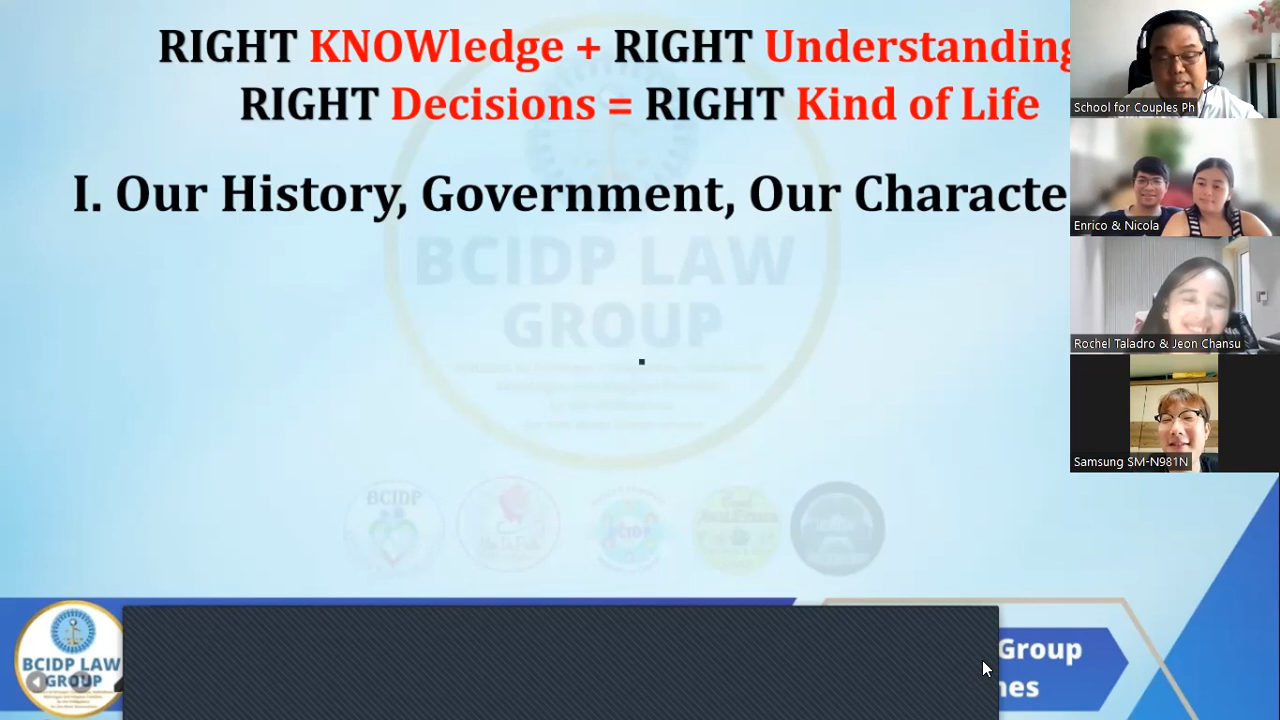 RIGHT KNOWledge + RIGHT Understanding
RIGHT Decisions = RIGHT Kind of Life
I. Our History, Government, Our Characte
BCIDP LAW
GROUP
BCIDP
BCIDP LAW
GROUP
Group
nes
School for Couples Ph
Enrico & Nicola
Rochel Taladro & Jeon Chansu
Samsung SM-N981N